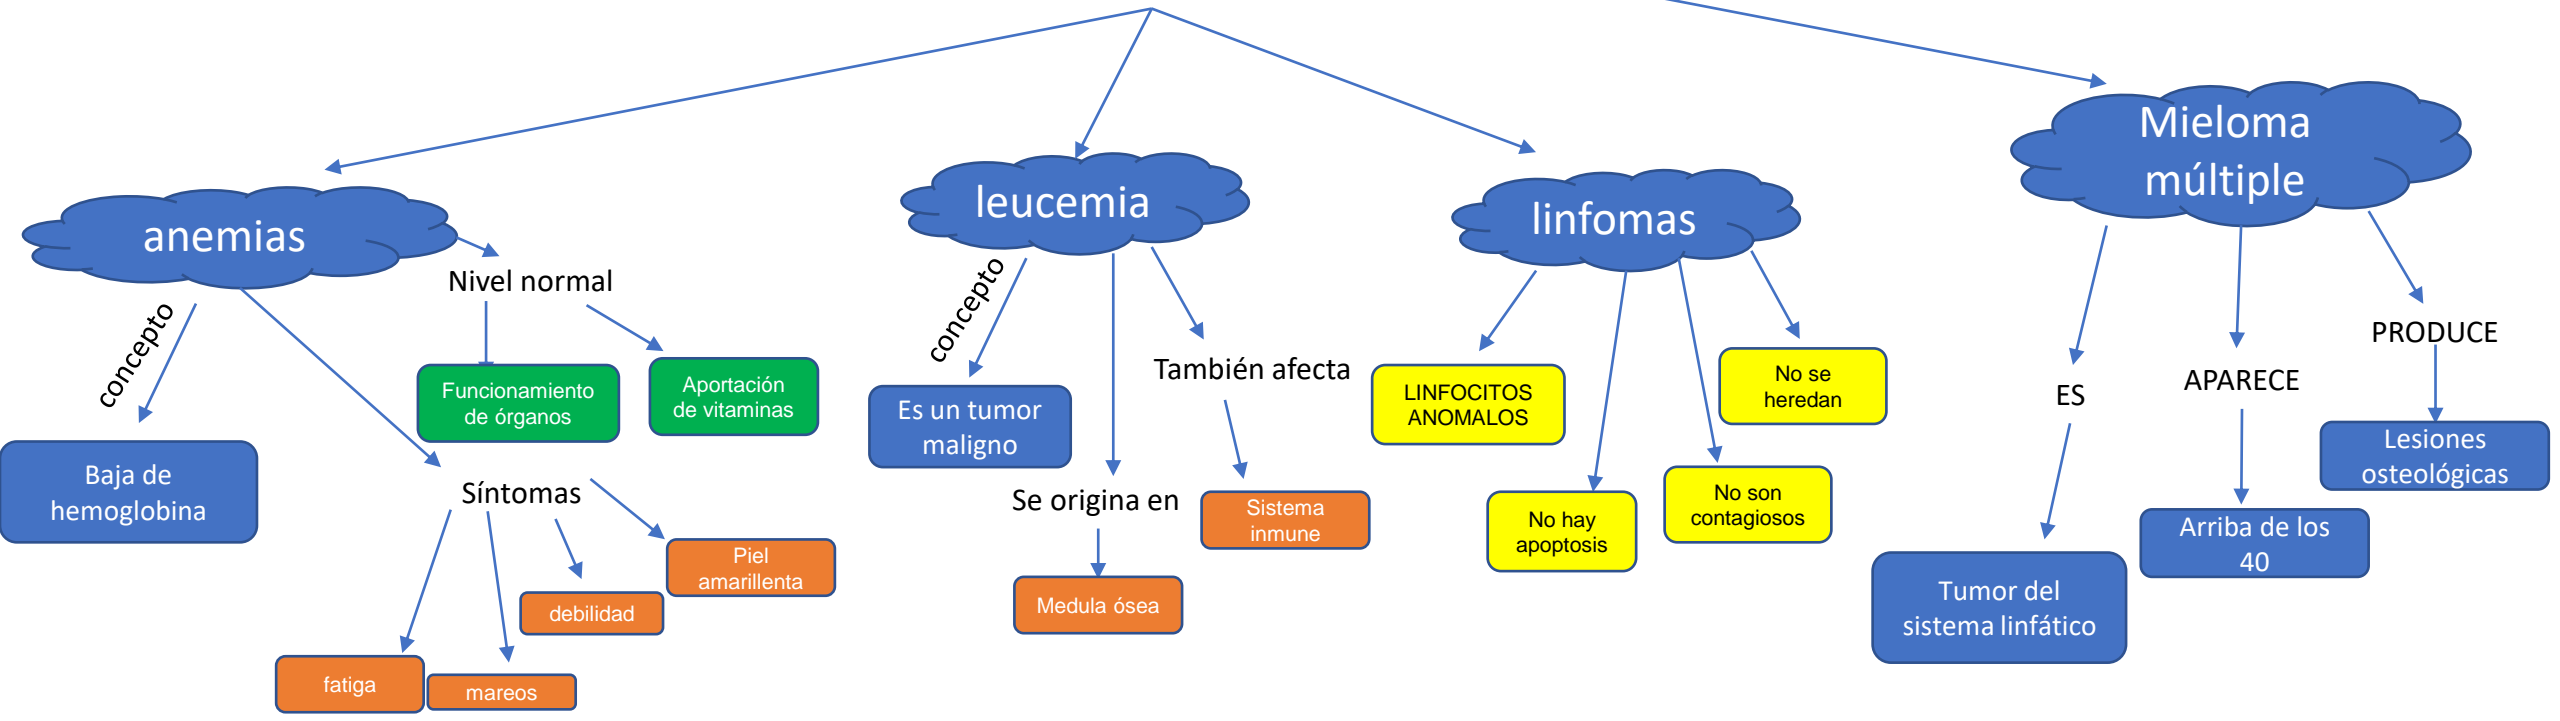 anemias
concepto
Baja de
hemoglobina
Nivel normal
Funcionamiento
de órganos
Aportación
de vitaminas
Síntomas
fatiga
mareos
debilidad
Piel
amarillenta
leucemia
concepto
Es un tumor
maligno
Se origina en
Medula ósea
También afecta
Sistema
inmune
linfomas
LINFOCITOS
ANOMALOS
No hay
apoptosis
No son
contagiosos
No se
heredan
Mieloma
múltiple
ES
Tumor del
sistema linfático
APARECE
Arriba de los
40
PRODUCE
Lesiones
osteológicas